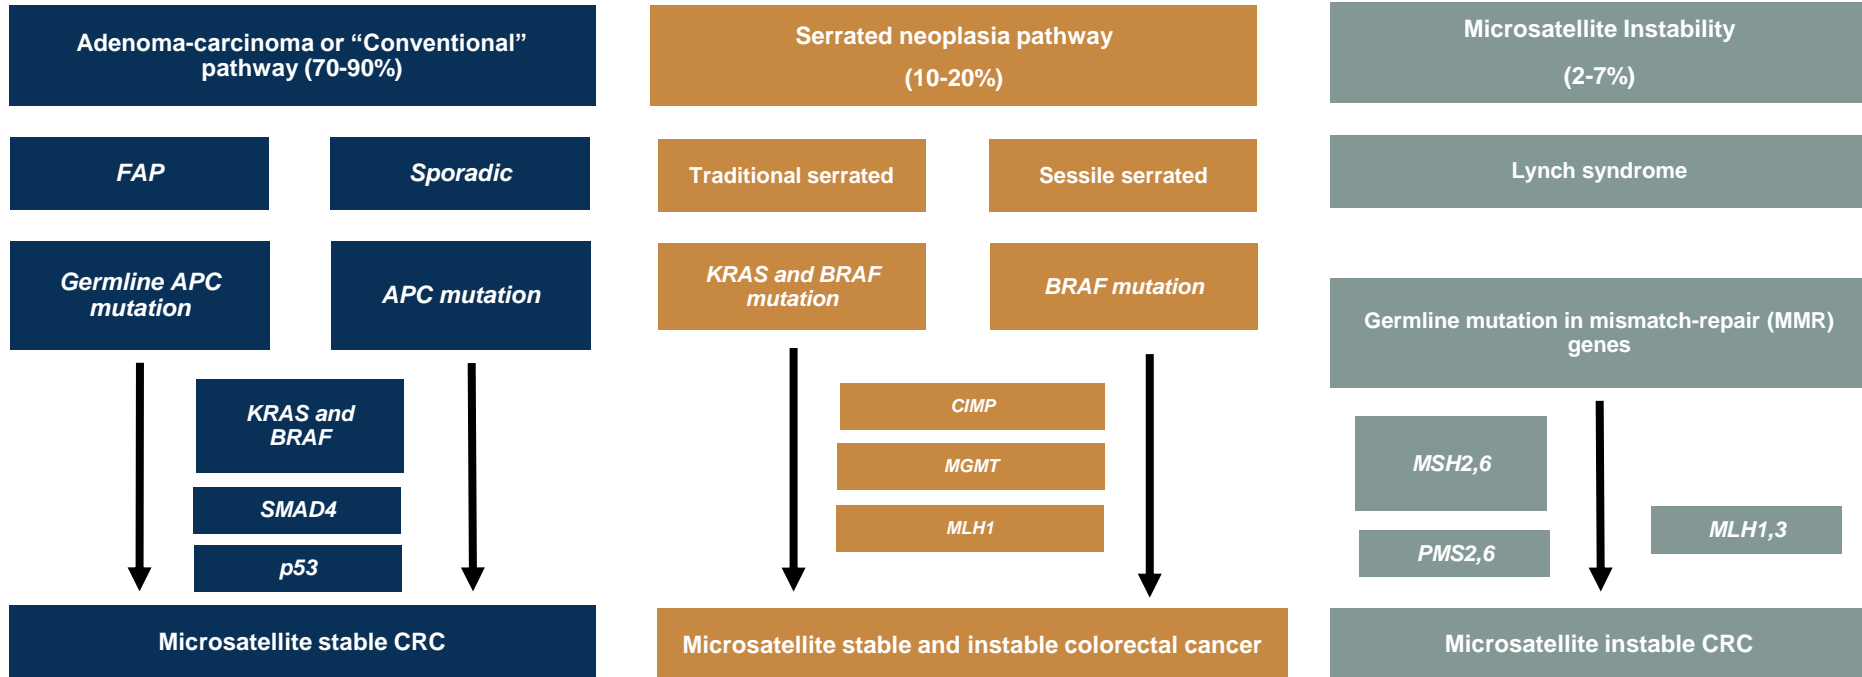 Adenoma-carcinoma or “Conventional”
pathway (70-90%)
FAP
Sporadic
Germline APC
mutation
APC mutation
KRAS and
BRAF
SMAD4
p53
Microsatellite stable CRC
Serrated neoplasia pathway
(10-20%)
Traditional serrated
Sessile serrated
KRAS and BRAF
mutation
BRAF mutation
CIMP
MGMT
MLH1
Microsatellite stable and instable colorectal cancer
Microsatellite Instability
(2-7%)
Lynch syndrome
Germline mutation in mismatch-repair (MMR)
genes
MSH2,6
MLH1,3
PMS2,6
Microsatellite instable CRC